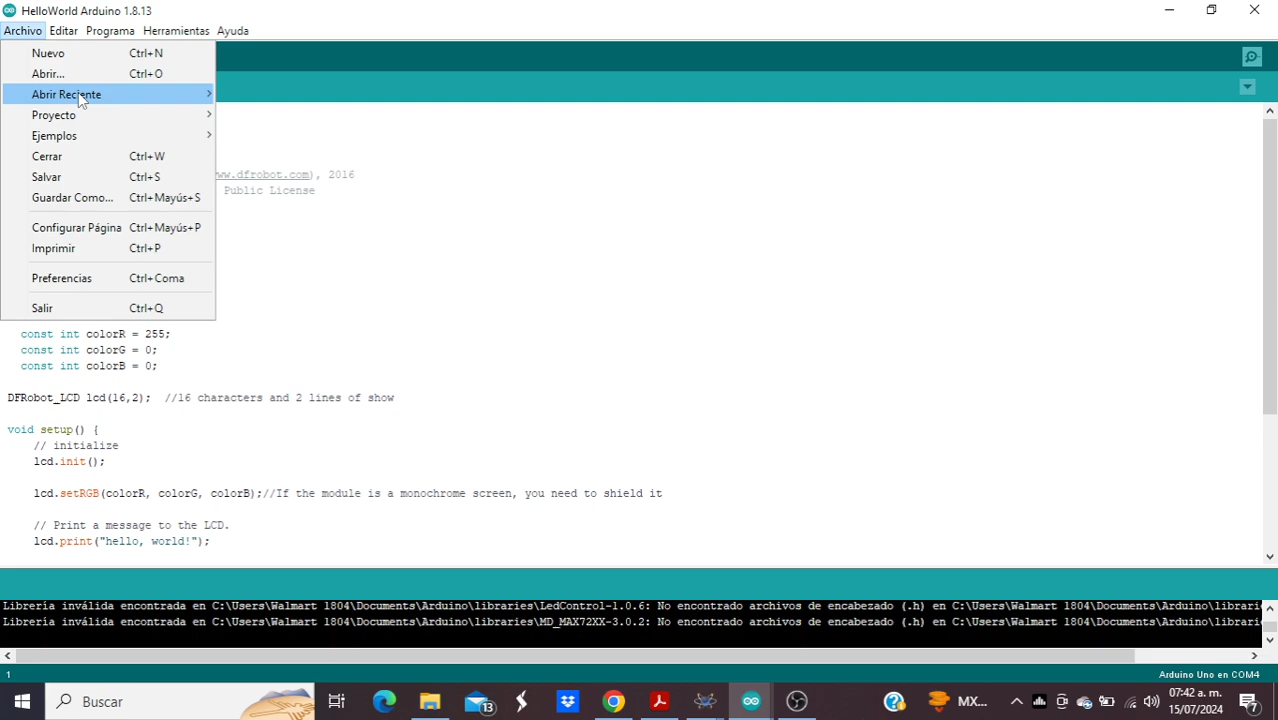 HelloWorld Arduino 1.8.13
Archivo Editar Programa Herramientas Ayuda
Nuevo Ctrl+N
Abrir... Ctrl+O
Abrir Reciente
Proyecto
Ejemplos
Cerrar Ctrl+W
Salvar Ctrl+S
Guardar Como... Ctrl+Mayús+S
Configurar Página Ctrl+Mayús+P
Imprimir Ctrl+P
Preferencias Ctrl+Coma
Salir Ctrl+Q
ww.dfrobot.com), 2016
Public License
const int colorR = 255;
const int colorG = 0;
const int colorB = 0;
DFRobot_LCD lcd(16,2); //16 characters and 2 lines of show
void setup() {
// initialize
lcd.init();
lcd.setRGB(colorR, colorG, colorB);//If the module is a monochrome screen, you need to shield it
// Print a message to the LCD.
lcd.print("hello, world!");
Librería inválida encontrada en C:\Users\Walmart 1804\Documents\Arduino\libraries\LedControl-1.0.6: No encontrado archivos de encabezado (.h) en C:\Users\Walmart 1804\Documents\Arduino\librari
Librería inválida encontrada en C:\Users\Walmart 1804\Documents\Arduino\libraries\MD_MAX72XX-3.0.2: No encontrado archivos de encabezado (.h) en C:\Users\Walmart 1804\Documents\Arduino\librari
1 Arduino Uno en COM4
Buscar 13 MX... 07:42 a. m. 7
15/07/2024